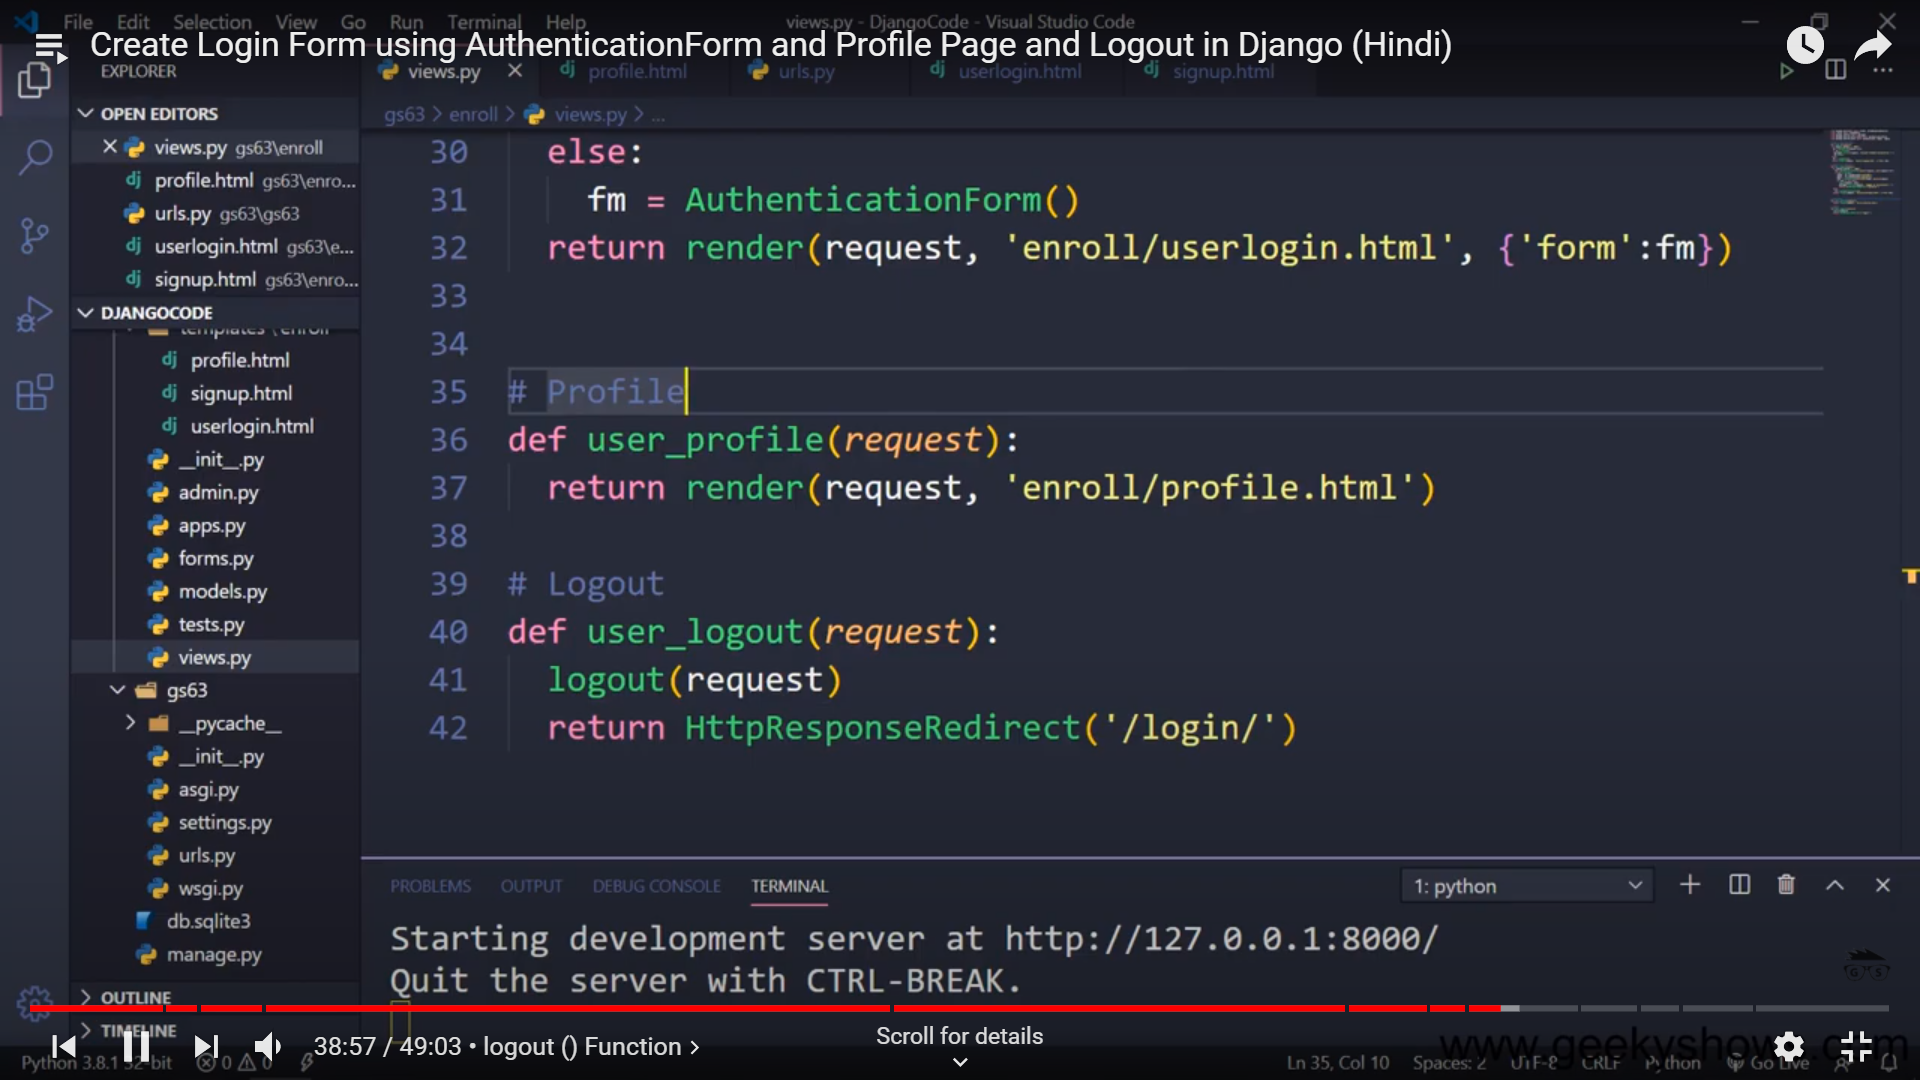 File Edit Selection View Go Run Terminal Help
views.py - DjangoCode - Visual Studio Code
Create Login Form using AuthenticationForm and Profile Page and Logout in Django (Hindi)
EXPLORER
views.py profile.html urls.py userlogin.html signup.html
OPEN EDITORS
gs63 > enroll > views.py > ...
views.py gs63\enroll
profile.html gs63\enro...
urls.py gs63\gs63
userlogin.html gs63\e...
signup.html gs63\enro...
DJANGOCODE
templates \ enroll
profile.html
signup.html
userlogin.html
__init__.py
admin.py
apps.py
forms.py
models.py
tests.py
views.py
gs63
__pycache__
__init__.py
asgi.py
settings.py
urls.py
wsgi.py
db.sqlite3
manage.py
OUTLINE
TIMELINE
30 else:
31 fm = AuthenticationForm()
32 return render(request, 'enroll/userlogin.html', {'form':fm})
33
34
35 # Profile
36 def user_profile(request):
37 return render(request, 'enroll/profile.html')
38
39 # Logout
40 def user_logout(request):
41 logout(request)
42 return HttpResponseRedirect('/login/')
PROBLEMS OUTPUT DEBUG CONSOLE TERMINAL
1: python
Starting development server at http://127.0.0.1:8000/
Quit the server with CTRL-BREAK.
38:57 / 49:03 • logout () Function >
Scroll for details
Python 3.8.1 32-bit 0 0
Ln 35, Col 10 Spaces: 2 UTF-8 CRLF Python Go Live